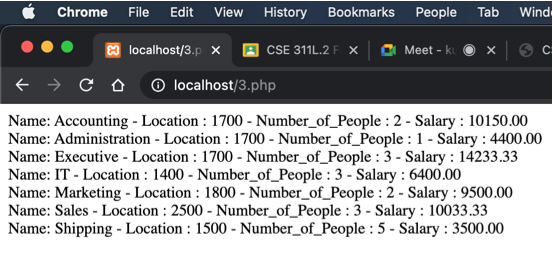 Chrome File Edit View History Bookmarks People Tab
localhost/3.p CSE 311L.2 F Meet - k
localhost/3.php
Name: Accounting - Location : 1700 - Number_of_People : 2 - Salary : 10150.00
Name: Administration - Location : 1700 - Number_of_People : 1 - Salary : 4400.00
Name: Executive - Location : 1700 - Number_of_People : 3 - Salary : 14233.33
Name: IT - Location : 1400 - Number_of_People : 3 - Salary : 6400.00
Name: Marketing - Location : 1800 - Number_of_People : 2 - Salary : 9500.00
Name: Sales - Location : 2500 - Number_of_People : 3 - Salary : 10033.33
Name: Shipping - Location : 1500 - Number_of_People : 5 - Salary : 3500.00